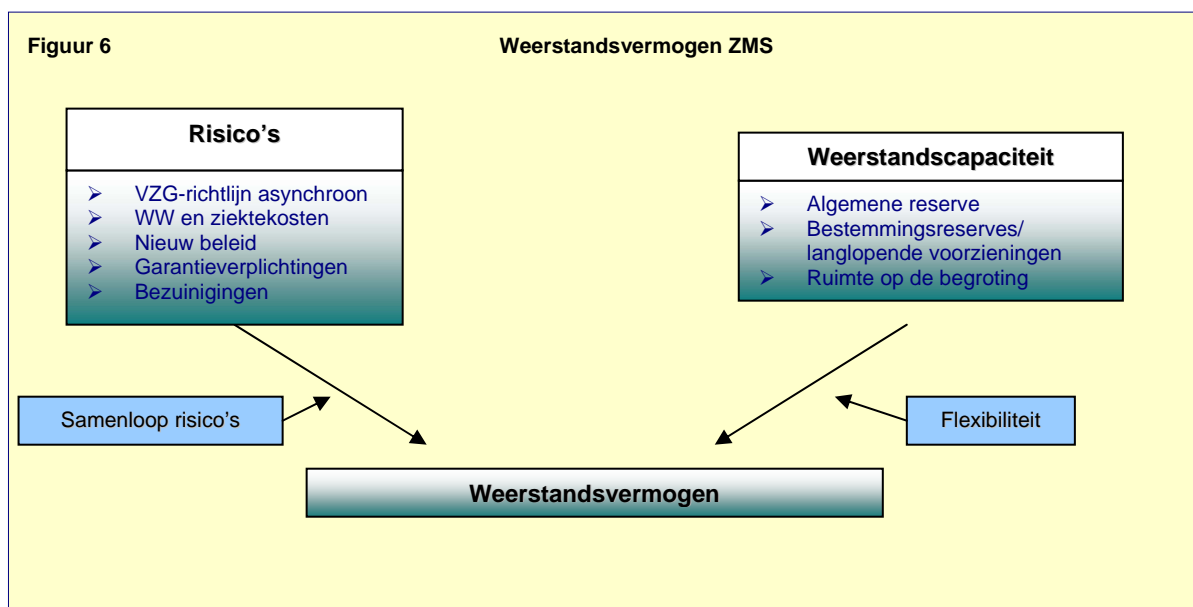 Figuur 6
Weerstandsvermogen ZMS
Risico's
➢ VZG-richtlijn asynchroon
➢ WW en ziektekosten
➢ Nieuw beleid
➢ Garantieverplichtingen
➢ Bezuinigingen
Weerstandscapaciteit
➢ Algemene reserve
➢ Bestemmingsreserves/
langlopende voorzieningen
➢ Ruimte op de begroting
Samenloop risico's
Flexibiliteit
Weerstandsvermogen